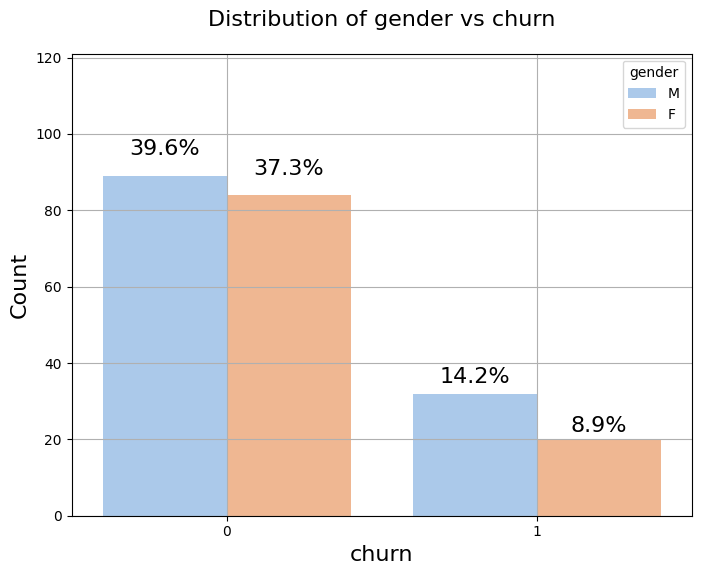 Distribution of gender vs churn
120
100
80
60
40
20
0
Count
39.6%
37.3%
14.2%
8.9%
gender
M
F
0
1
churn